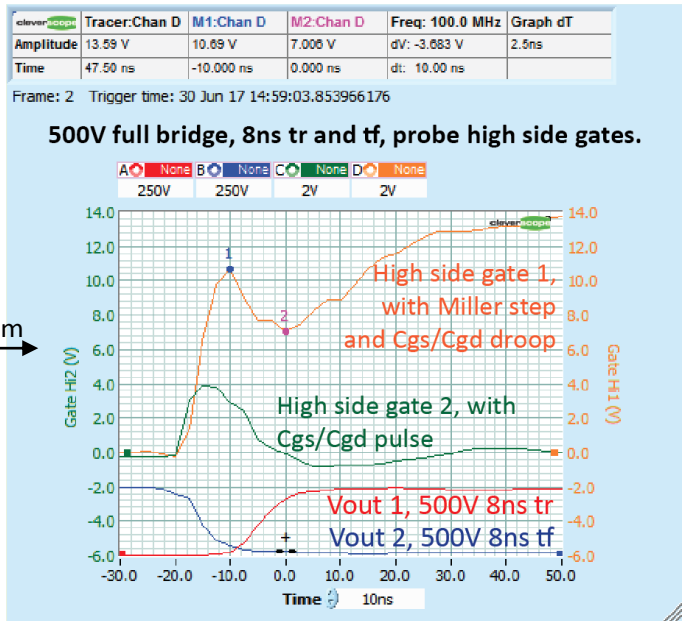 cleverscope Tracer:Chan D M1:Chan D M2:Chan D Freq: 100.0 MHz Graph dT
Amplitude 13.59 V 10.69 V 7.006 V dV: -3.683 V 2.5ns
Time 47.50 ns -10.000 ns 0.000 ns dt: 10.00 ns
Frame: 2 Trigger time: 30 Jun 17 14:59:03.853966176
500V full bridge, 8ns tr and tf, probe high side gates.
A None B None C None D None
250V 250V 2V 2V
14.0 cleverscope 14.0
12.0 12.0
1
10.0 High side gate 1, 10.0
with Miller step
8.0 2 8.0
m and Cgs/Cgd droop
6.0 6.0
Gate Hi2 (V)
Gate Hi1 (V)
4.0 4.0
High side gate 2, with
2.0 2.0
Cgs/Cgd pulse
0.0 0.0
-2.0 -2.0
Vout 1, 500V 8ns tr
-4.0 -4.0
Vout 2, 500V 8ns tf
-6.0 -6.0
-30.0 -20.0 -10.0 0.0 10.0 20.0 30.0 40.0 50.0
Time 10ns